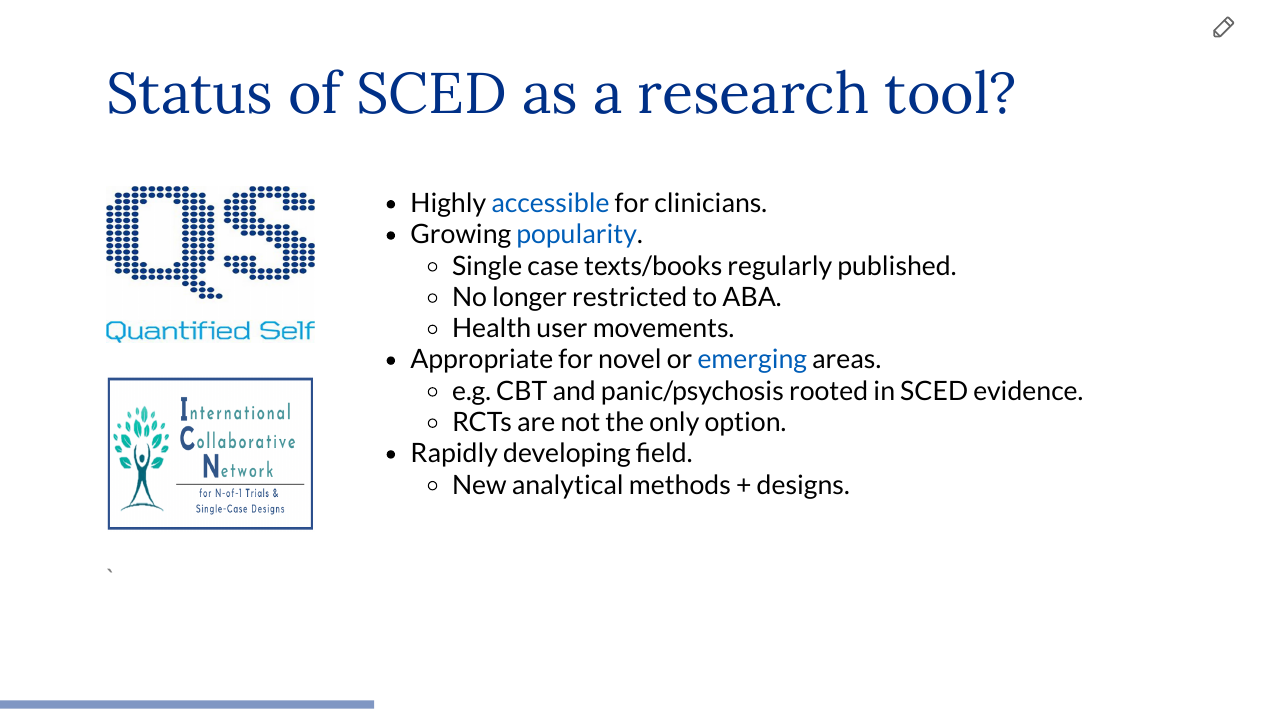 Status of SCED as a research tool?
QS
Quantified Self
International
Collaborative
Network
for N-of-1 Trials &
Single-Case Designs
`
• Highly accessible for clinicians.
• Growing popularity.
◦ Single case texts/books regularly published.
◦ No longer restricted to ABA.
◦ Health user movements.
• Appropriate for novel or emerging areas.
◦ e.g. CBT and panic/psychosis rooted in SCED evidence.
◦ RCTs are not the only option.
• Rapidly developing field.
◦ New analytical methods + designs.